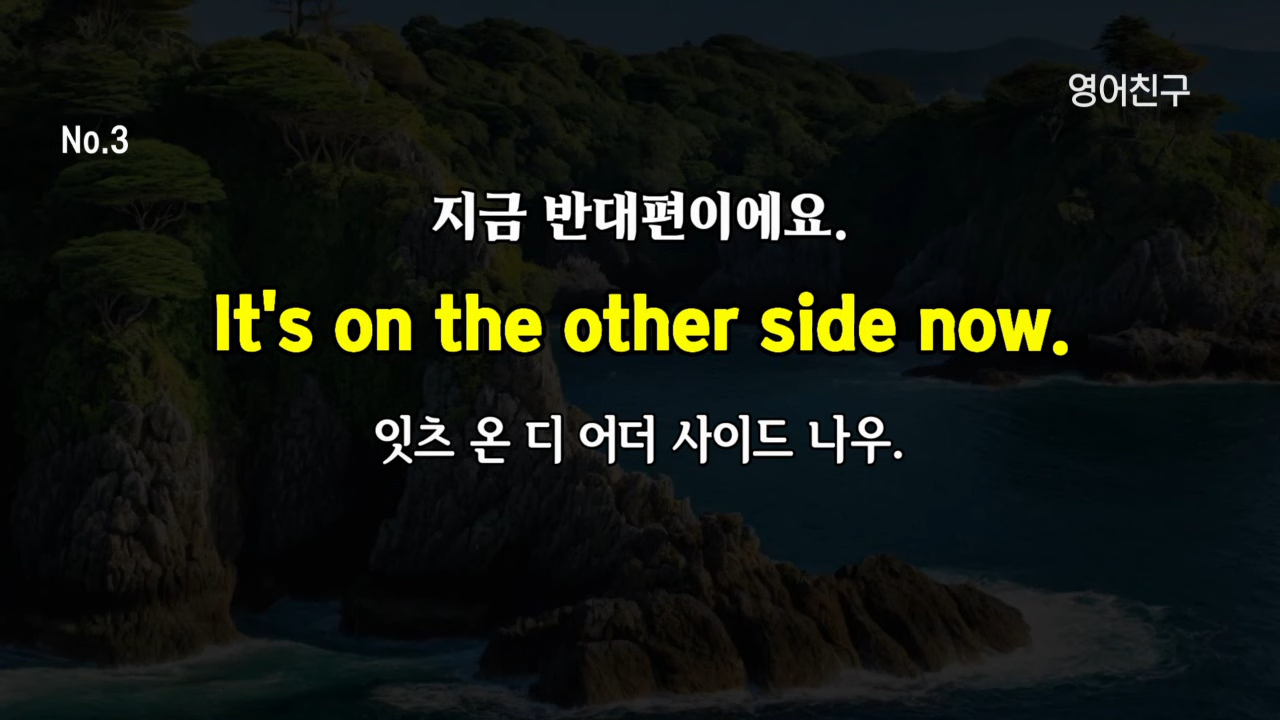 영어친구
No.3
지금 반대편이에요.
It's on the other side now.
잇츠 온 디 어더 사이드 나우.